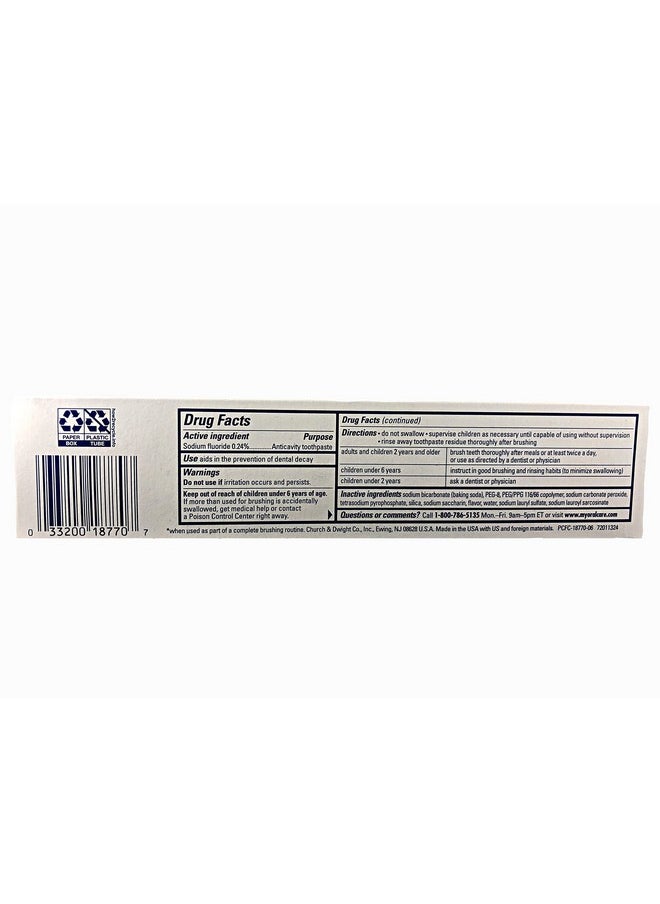 how2recycle.info
PAPER
BOX
PLASTIC
TUBE
0 33200 18770 7
Drug Facts
Active ingredient Purpose
Sodium fluoride 0.24%..........Anticavity toothpaste
Use aids in the prevention of dental decay
Warnings
Do not use if irritation occurs and persists.
Keep out of reach of children under 6 years of age.
If more than used for brushing is accidentally
swallowed, get medical help or contact
a Poison Control Center right away.
Drug Facts (continued)
Directions • do not swallow • supervise children as necessary until capable of using without supervision
• rinse away toothpaste residue thoroughly after brushing
adults and children 2 years and older
brush teeth thoroughly after meals or at least twice a day,
or use as directed by a dentist or physician
children under 6 years
instruct in good brushing and rinsing habits (to minimize swallowing)
children under 2 years
ask a dentist or physician
Inactive ingredients sodium bicarbonate (baking soda), PEG-8, PEG/PPG 116/66 copolymer, sodium carbonate peroxide,
tetrasodium pyrophosphate, silica, sodium saccharin, flavor, water, sodium lauryl sulfate, sodium lauroyl sarcosinate
Questions or comments? Call 1-800-786-5135 Mon.-Fri. 9am-5pm ET or visit www.myoralcare.com
*when used as part of a complete brushing routine. Church & Dwight Co., Inc., Ewing, NJ 08628 U.S.A. Made in the USA with US and foreign materials. PCFC-18770-06 72011324